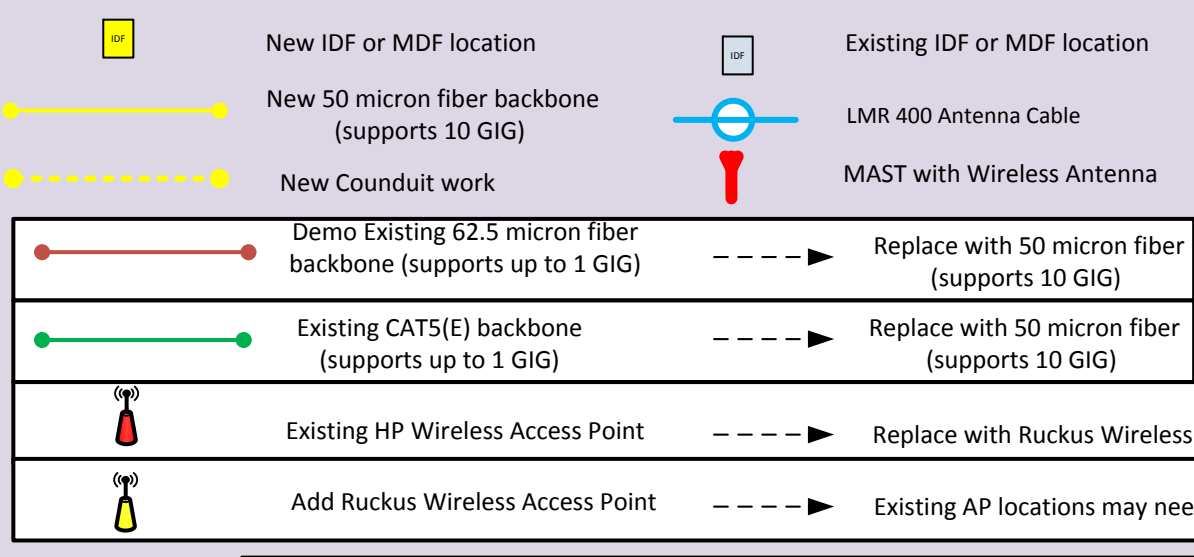 IDF
New IDF or MDF location
IDF
Existing IDF or MDF location
New 50 micron fiber backbone
(supports 10 GIG)
LMR 400 Antenna Cable
New Counduit work
MAST with Wireless Antenna
Demo Existing 62.5 micron fiber
backbone (supports up to 1 GIG)
Replace with 50 micron fiber
(supports 10 GIG)
Existing CAT5(E) backbone
(supports up to 1 GIG)
Replace with 50 micron fiber
(supports 10 GIG)
Existing HP Wireless Access Point
Replace with Ruckus Wireless
Add Ruckus Wireless Access Point
Existing AP locations may nee